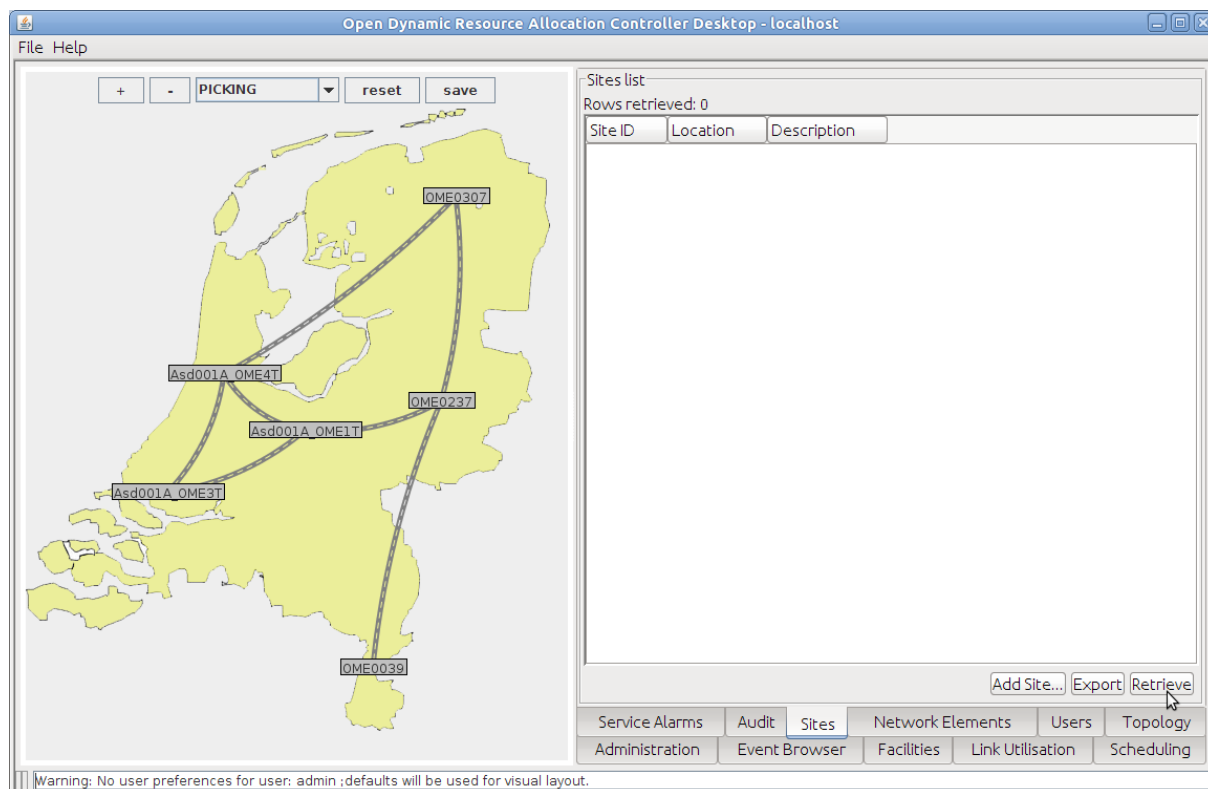 Open Dynamic Resource Allocation Controller Desktop - localhost
File Help
+ - PICKING reset save
OME0307
Asd001A_OME4T
OME0237
Asd001A_OME1T
Asd001A_OME3T
OME0039
Sites list
Rows retrieved: 0
Site ID Location Description
Add Site... Export Retrieve
Service Alarms Audit Sites Network Elements Users Topology
Administration Event Browser Facilities Link Utilisation Scheduling
Warning: No user preferences for user: admin ;defaults will be used for visual layout.